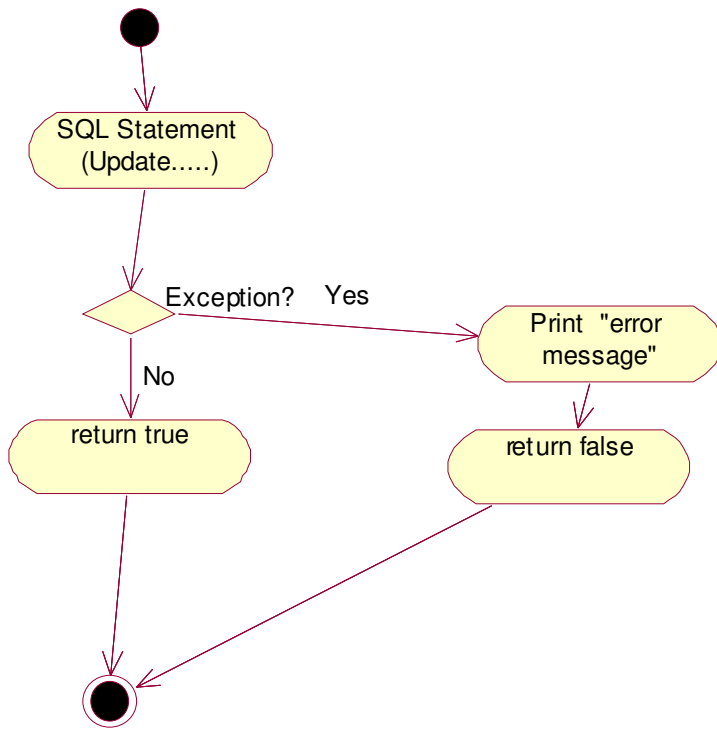 SQL Statement
(Update.....)
Exception?
Yes
Print "error
message"
No
return true
return false